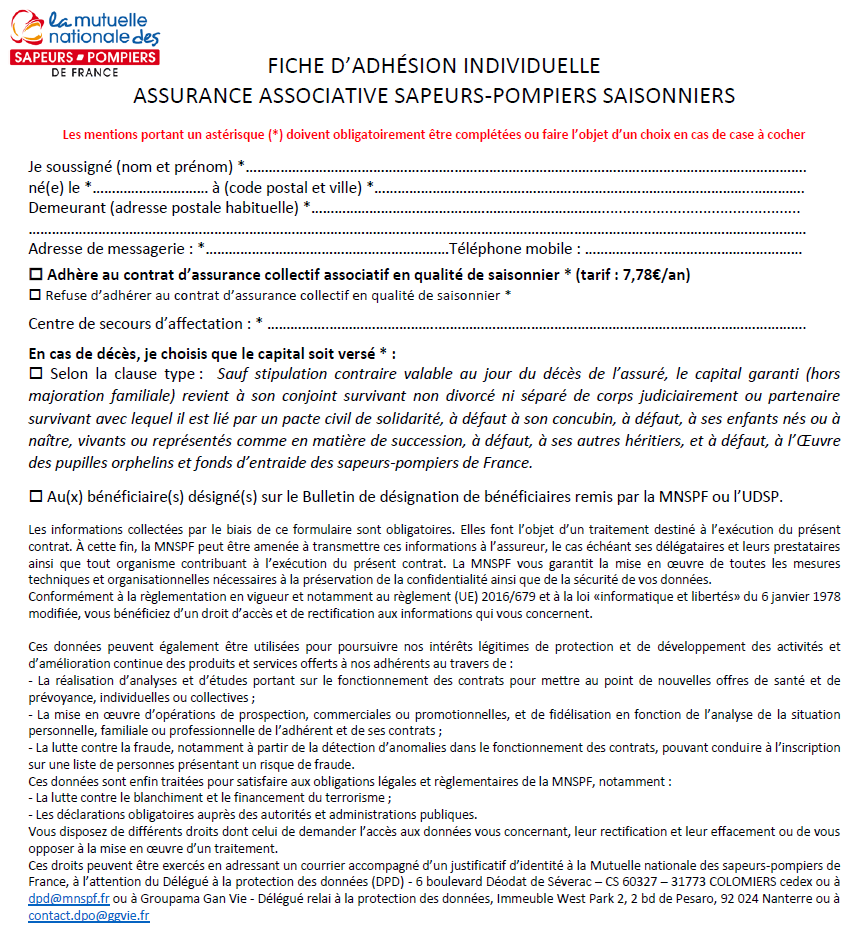 la mutuelle
nationale des
SAPEURS-POMPIERS
DE FRANCE
FICHE D’ADHÉSION INDIVIDUELLE
ASSURANCE ASSOCIATIVE SAPEURS-POMPIERS SAISONNIERS
Les mentions portant un astérisque (*) doivent obligatoirement être complétées ou faire l’objet d’un choix en cas de case à cocher
Je soussigné (nom et prénom) *……………………………………………………………………………………………………
né(e) le *………………………… à (code postal et ville) *……………………………………………………………………
Demeurant (adresse postale habituelle) *……………………………………………………………………………………
……………………………………………………………………………………………………………………………………………
Adresse de messagerie : *………………………………………………………Téléphone mobile : ……………………………………
☐ Adhère au contrat d’assurance collectif associatif en qualité de saisonnier * (tarif : 7,78€/an)
☐ Refuse d’adhérer au contrat d’assurance collectif en qualité de saisonnier *
Centre de secours d’affectation : * ………………………………………………………………………………………………
En cas de décès, je choisis que le capital soit versé * :
☐ Selon la clause type : Sauf stipulation contraire valable au jour du décès de l’assuré, le capital garanti (hors
majoration familiale) revient à son conjoint survivant non divorcé ni séparé de corps judiciairement ou partenaire
survivant avec lequel il est lié par un pacte civil de solidarité, à défaut à son concubin, à défaut, à ses enfants nés ou à
naître, vivants ou représentés comme en matière de succession, à défaut, à ses autres héritiers, et à défaut, à l’Œuvre
des pupilles orphelins et fonds d’entraide des sapeurs-pompiers de France.
☐ Au(x) bénéficiaire(s) désigné(s) sur le Bulletin de désignation de bénéficiaires remis par la MNSPF ou l’UDSP.
Les informations collectées par le biais de ce formulaire sont obligatoires. Elles font l’objet d’un traitement destiné à l’exécution du présent
contrat. À cette fin, la MNSPF peut être amenée à transmettre ces informations à l’assureur, le cas échéant ses délégataires et leurs prestataires
ainsi que tout organisme contribuant à l’exécution du présent contrat. La MNSPF vous garantit la mise en œuvre de toutes les mesures
techniques et organisationnelles nécessaires à la préservation de la confidentialité ainsi que de la sécurité de vos données.
Conformément à la règlementation en vigueur et notamment au règlement (UE) 2016/679 et à la loi «informatique et libertés» du 6 janvier 1978
modifiée, vous bénéficiez d’un droit d’accès et de rectification aux informations qui vous concernent.
Ces données peuvent également être utilisées pour poursuivre nos intérêts légitimes de protection et de développement des activités et
d’amélioration continue des produits et services offerts à nos adhérents au travers de :
- La réalisation d’analyses et d’études portant sur le fonctionnement des contrats pour mettre au point de nouvelles offres de santé et de
prévoyance, individuelles ou collectives ;
- La mise en œuvre d’opérations de prospection, commerciales ou promotionnelles, et de fidélisation en fonction de l’analyse de la situation
personnelle, familiale ou professionnelle de l’adhérent et de ses contrats ;
- La lutte contre la fraude, notamment à partir de la détection d’anomalies dans le fonctionnement des contrats, pouvant conduire à l’inscription
sur une liste de personnes présentant un risque de fraude.
Ces données sont enfin traitées pour satisfaire aux obligations légales et règlementaires de la MNSPF, notamment :
- La lutte contre le blanchiment et le financement du terrorisme ;
- Les déclarations obligatoires auprès des autorités et administrations publiques.
Vous disposez de différents droits dont celui de demander l’accès aux données vous concernant, leur rectification et leur effacement ou de vous
opposer à la mise en œuvre d’un traitement.
Ces droits peuvent être exercés en adressant un courrier accompagné d’un justificatif d’identité à la Mutuelle nationale des sapeurs-pompiers de
France, à l’attention du Délégué à la protection des données (DPD) - 6 boulevard Déodat de Séverac – CS 60327 – 31773 COLOMIERS cedex ou à
dpd@mnspf.fr ou à Groupama Gan Vie - Délégué relai à la protection des données, Immeuble West Park 2, 2 bd de Pesaro, 92 024 Nanterre ou à
contact.dpo@ggvie.fr